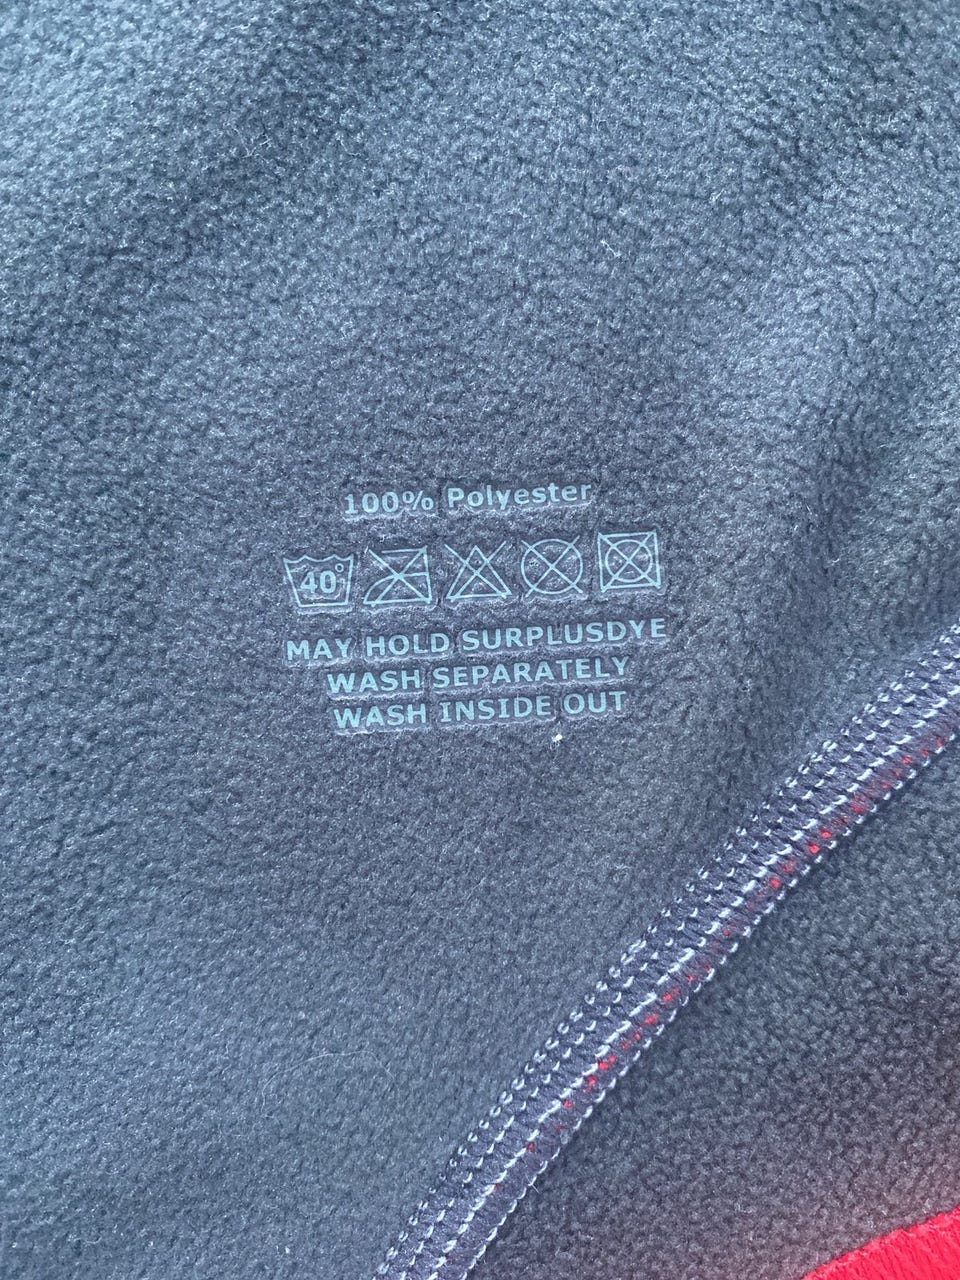 100% Polyester
40°
MAY HOLD SURPLUSDYE
WASH SEPARATELY
WASH INSIDE OUT